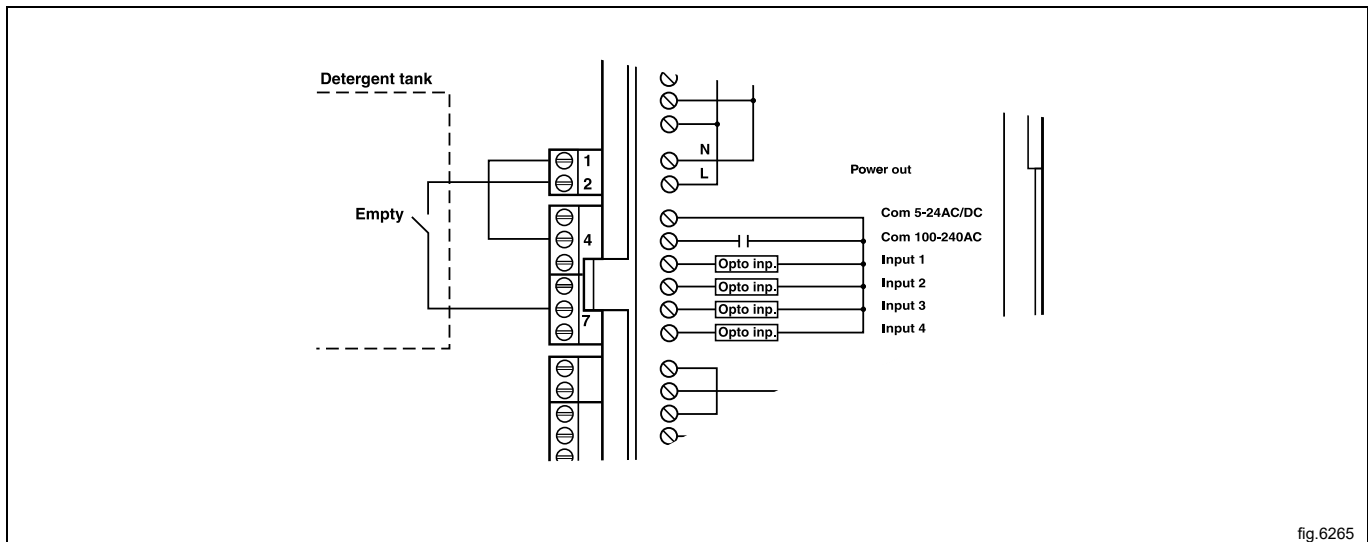 Detergent tank
1
2
Empty
4
7
N
L
Power out
Com 5-24AC/DC
Com 100-240AC
Opto inp. Input 1
Opto inp. Input 2
Opto inp. Input 3
Opto inp. Input 4
fig.6265